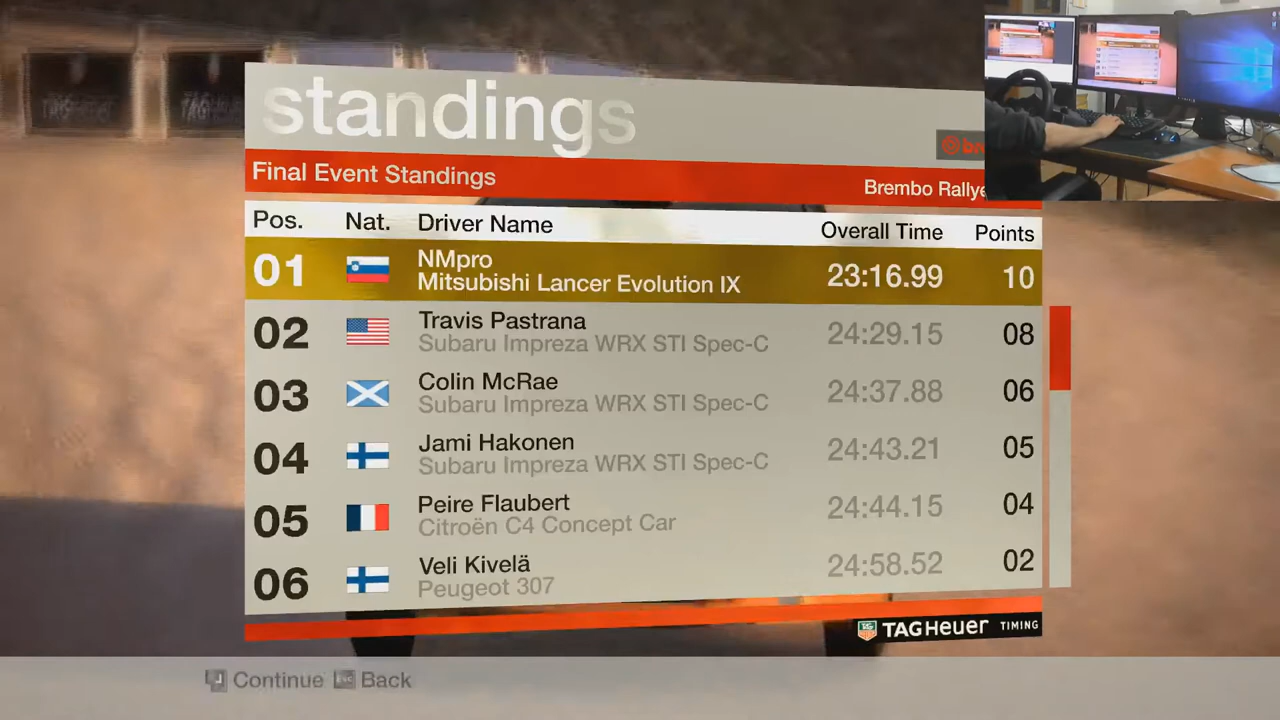 standings
Final Event Standings
Brembo Rallye
Pos. Nat. Driver Name Overall Time Points
01 NMpro 23:16.99 10
Mitsubishi Lancer Evolution IX
02 Travis Pastrana 24:29.15 08
Subaru Impreza WRX STI Spec-C
03 Colin McRae 24:37.88 06
Subaru Impreza WRX STI Spec-C
04 Jami Hakonen 24:43.21 05
Subaru Impreza WRX STI Spec-C
05 Peire Flaubert 24:44.15 04
Citroën C4 Concept Car
06 Veli Kivelä 24:58.52 02
Peugeot 307
TAGHeuer TIMING
Continue Back